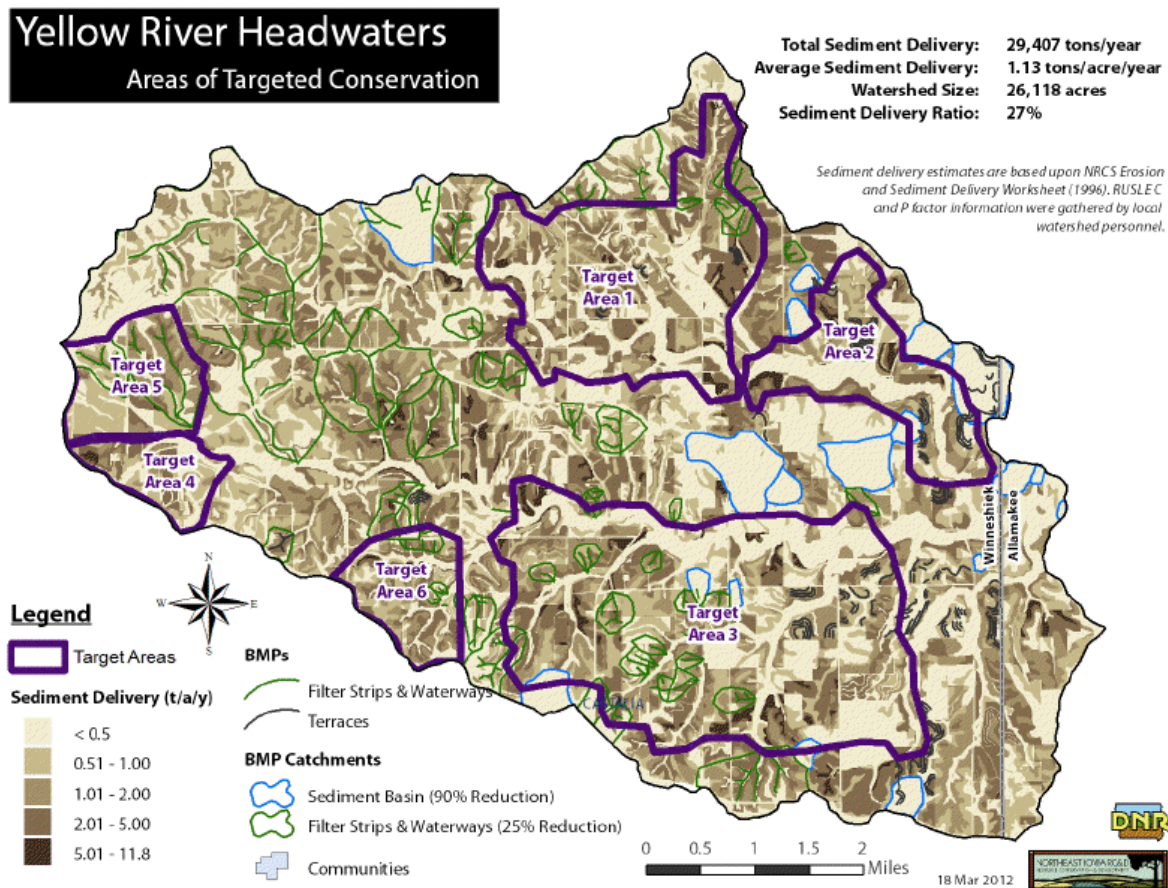 Yellow River Headwaters
Areas of Targeted Conservation
Total Sediment Delivery: 29,407 tons/year
Average Sediment Delivery: 1.13 tons/acre/year
Watershed Size: 26,118 acres
Sediment Delivery Ratio: 27%
Sediment delivery estimates are based upon NRCS Erosion
and Sediment Delivery Worksheet (1996). RUSLE C
and P factor information were gathered by local
watershed personnel.
Target
Area 1
Target
Area 2
Target
Area 5
Target
Area 4
Target
Area 6
Target
Area 3
Winneshiek
Allamakee
CASTALIA
N
W
E
S
Legend
Target Areas
Sediment Delivery (t/a/y)
< 0.5
0.51 - 1.00
1.01 - 2.00
2.01 - 5.00
5.01 - 11.8
BMPs
Filter Strips & Waterways
Terraces
BMP Catchments
Sediment Basin (90% Reduction)
Filter Strips & Waterways (25% Reduction)
Communities
0 0.5 1 1.5 2
Miles
18 Mar 2012
DNR
NORTHEAST IOWA RC&D